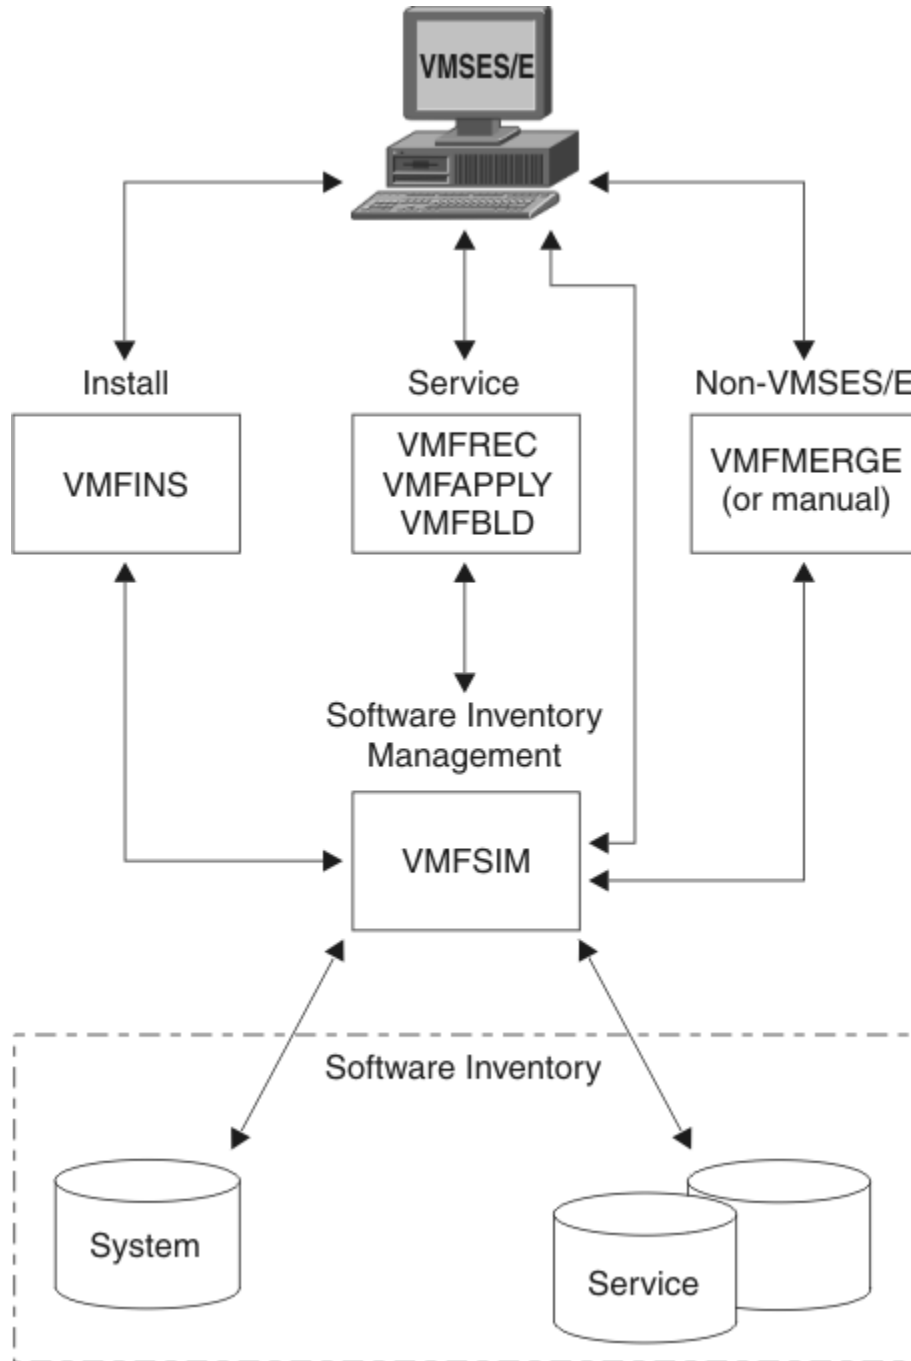 VMSES/E
Install
Service
Non-VMSES/E
VMFINS
VMFREC
VMFAPPLY
VMFBLD
VMFMERGE
(or manual)
Software Inventory
Management
VMFSIM
Software Inventory
System
Service